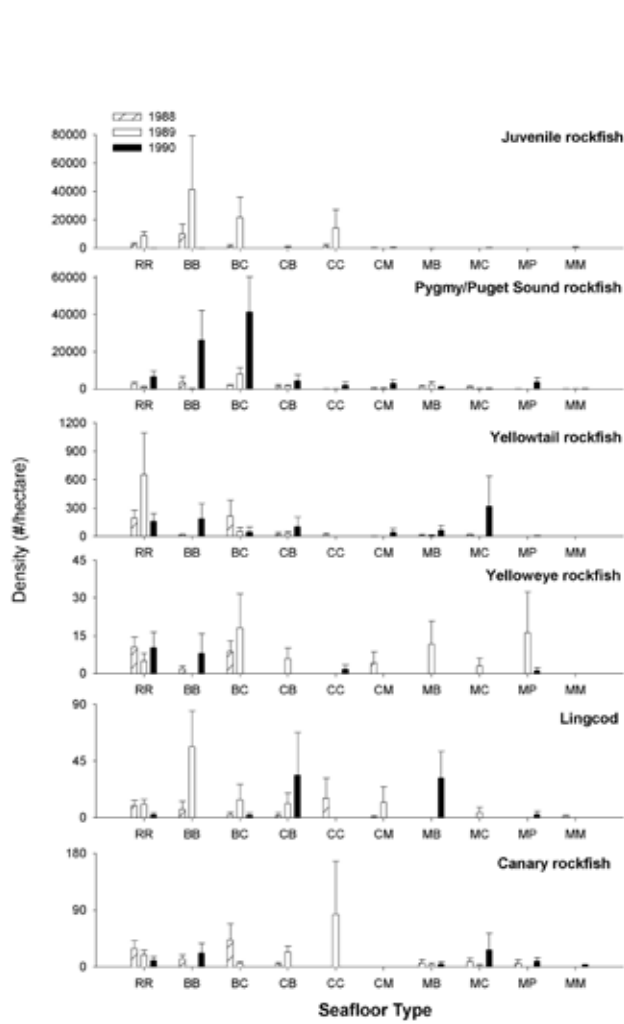 1988
1989
1990
Juvenile rockfish
80000
60000
40000
20000
0
RR BB BC CB CC CM MB MC MP MM
Pygmy/Puget Sound rockfish
60000
40000
20000
0
RR BB BC CB CC CM MB MC MP MM
Yellowtail rockfish
1200
900
600
300
0
RR BB BC CB CC CM MB MC MP MM
Density (#/hectare)
Yelloweye rockfish
45
30
15
0
RR BB BC CB CC CM MB MC MP MM
Lingcod
90
45
0
RR BB BC CB CC CM MB MC MP MM
Canary rockfish
180
90
0
RR BB BC CB CC CM MB MC MP MM
Seafloor Type